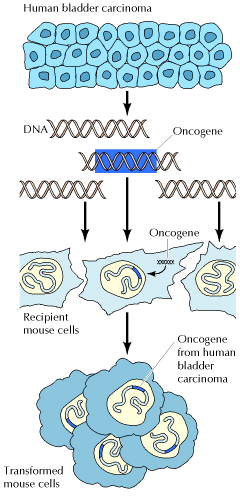 Human bladder carcinoma
DNA
Oncogene
Oncogene
Recipient
mouse cells
Oncogene
from human
bladder
carcinoma
Transformed
mouse cells